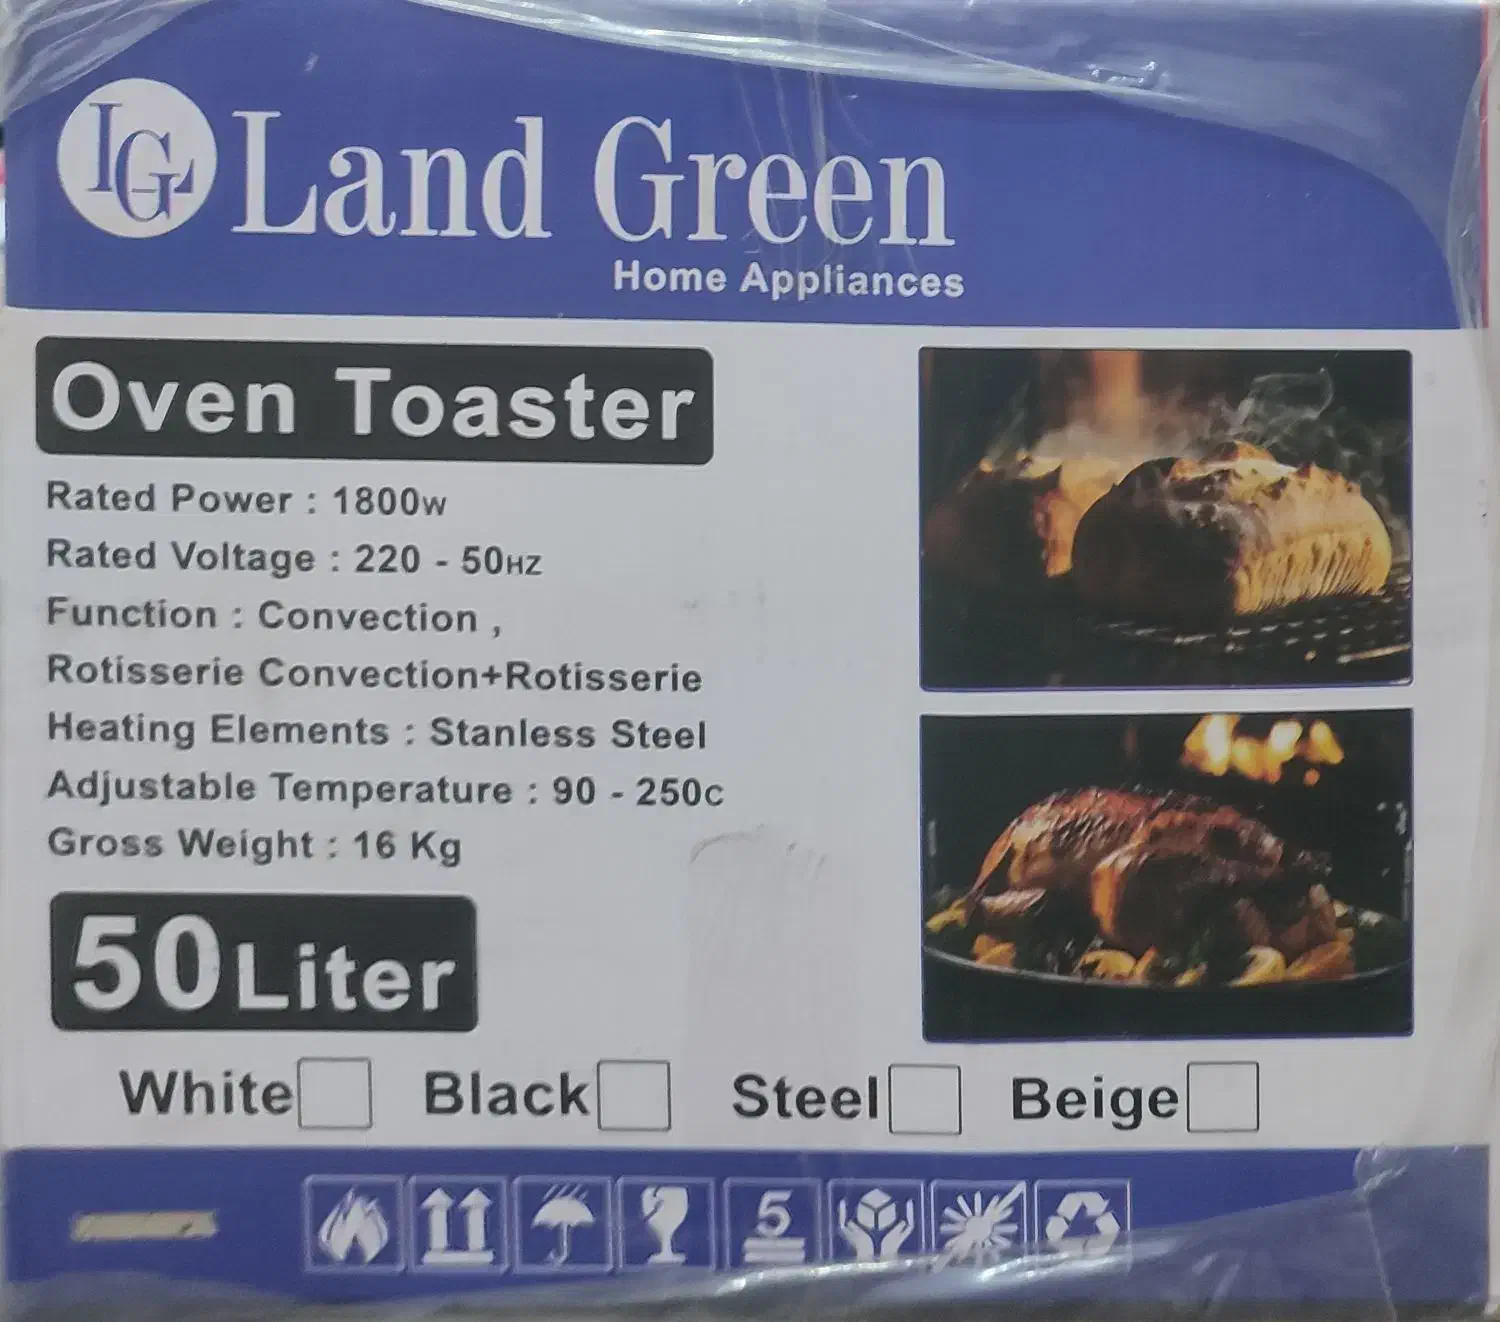 LG Land Green
Home Appliances
Oven Toaster
Rated Power : 1800w
Rated Voltage : 220 - 50HZ
Function : Convection ,
Rotisserie Convection+Rotisserie
Heating Elements : Stanless Steel
Adjustable Temperature : 90 - 250c
Gross Weight : 16 Kg
50 Liter
White Black Steel Beige
5